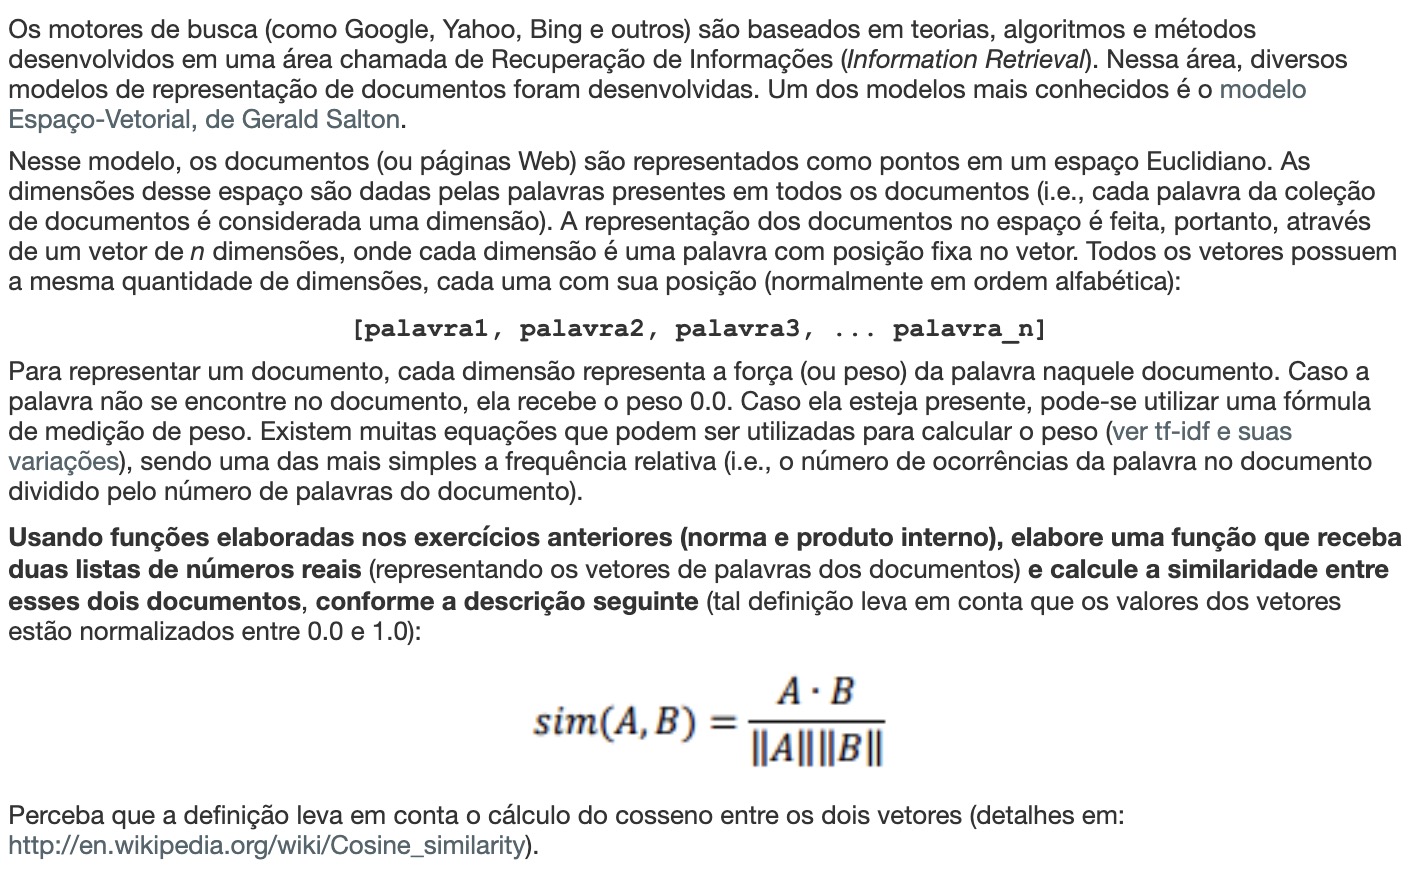 Os motores de busca (como Google, Yahoo, Bing e outros) são baseados em teorias, algoritmos e métodos
desenvolvidos em uma área chamada de Recuperação de Informações (Information Retrieval). Nessa área, diversos
modelos de representação de documentos foram desenvolvidas. Um dos modelos mais conhecidos é o modelo
Espaço-Vetorial, de Gerald Salton.
Nesse modelo, os documentos (ou páginas Web) são representados como pontos em um espaço Euclidiano. As
dimensões desse espaço são dadas pelas palavras presentes em todos os documentos (i.e., cada palavra da coleção
de documentos é considerada uma dimensão). A representação dos documentos no espaço é feita, portanto, através
de um vetor de n dimensões, onde cada dimensão é uma palavra com posição fixa no vetor. Todos os vetores possuem
a mesma quantidade de dimensões, cada uma com sua posição (normalmente em ordem alfabética):
[palavra1, palavra2, palavra3, ... palavra_n]
Para representar um documento, cada dimensão representa a força (ou peso) da palavra naquele documento. Caso a
palavra não se encontre no documento, ela recebe o peso 0.0. Caso ela esteja presente, pode-se utilizar uma fórmula
de medição de peso. Existem muitas equações que podem ser utilizadas para calcular o peso (ver tf-idf e suas
variações), sendo uma das mais simples a frequência relativa (i.e., o número de ocorrências da palavra no documento
dividido pelo número de palavras do documento).
Usando funções elaboradas nos exercícios anteriores (norma e produto interno), elabore uma função que receba
duas listas de números reais (representando os vetores de palavras dos documentos) e calcule a similaridade entre
esses dois documentos, conforme a descrição seguinte (tal definição leva em conta que os valores dos vetores
estão normalizados entre 0.0 e 1.0):
sim(A, B) = A · B / ‖A‖‖B‖
Perceba que a definição leva em conta o cálculo do cosseno entre os dois vetores (detalhes em:
http://en.wikipedia.org/wiki/Cosine_similarity).